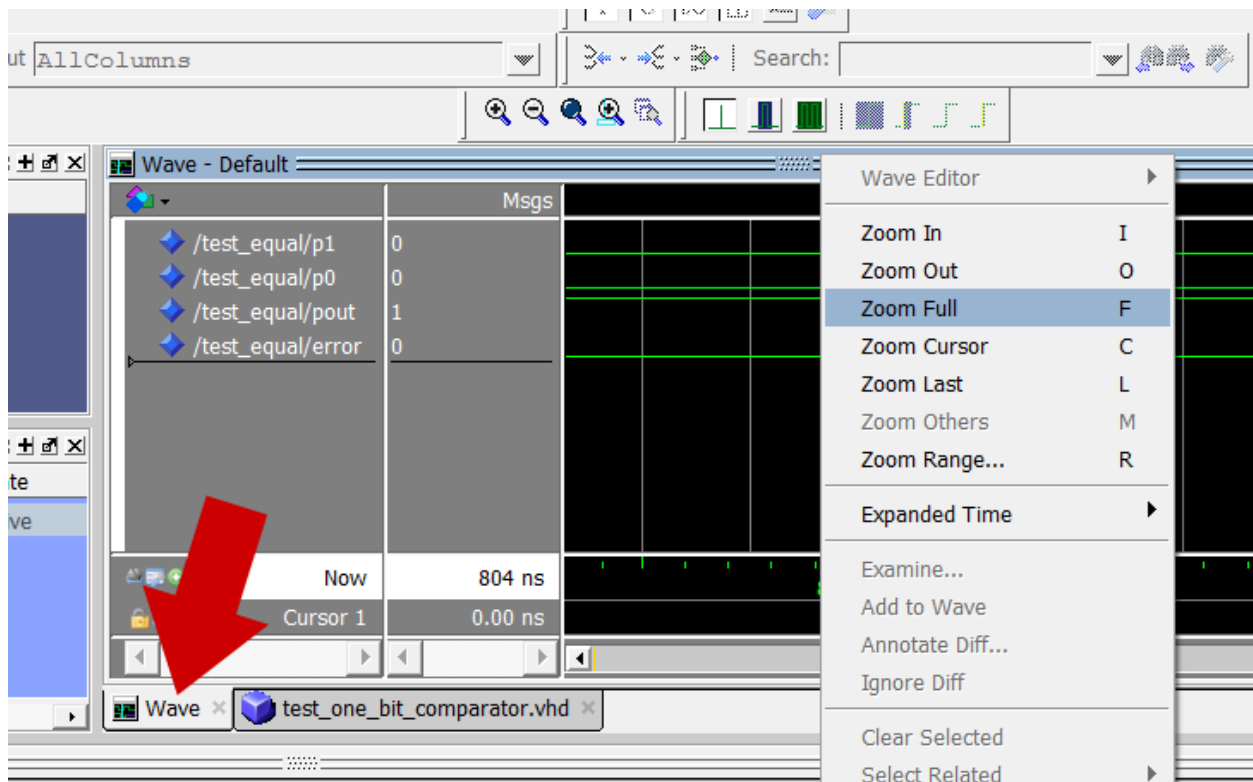 ut AllColumns
Search:
Wave - Default
Msgs
/test_equal/p1 0
/test_equal/p0 0
/test_equal/pout 1
/test_equal/error 0
te
ve
Now 804 ns
Cursor 1 0.00 ns
Wave
test_one_bit_comparator.vhd
Wave Editor
Zoom In I
Zoom Out O
Zoom Full F
Zoom Cursor C
Zoom Last L
Zoom Others M
Zoom Range... R
Expanded Time
Examine...
Add to Wave
Annotate Diff...
Ignore Diff
Clear Selected
Select Related